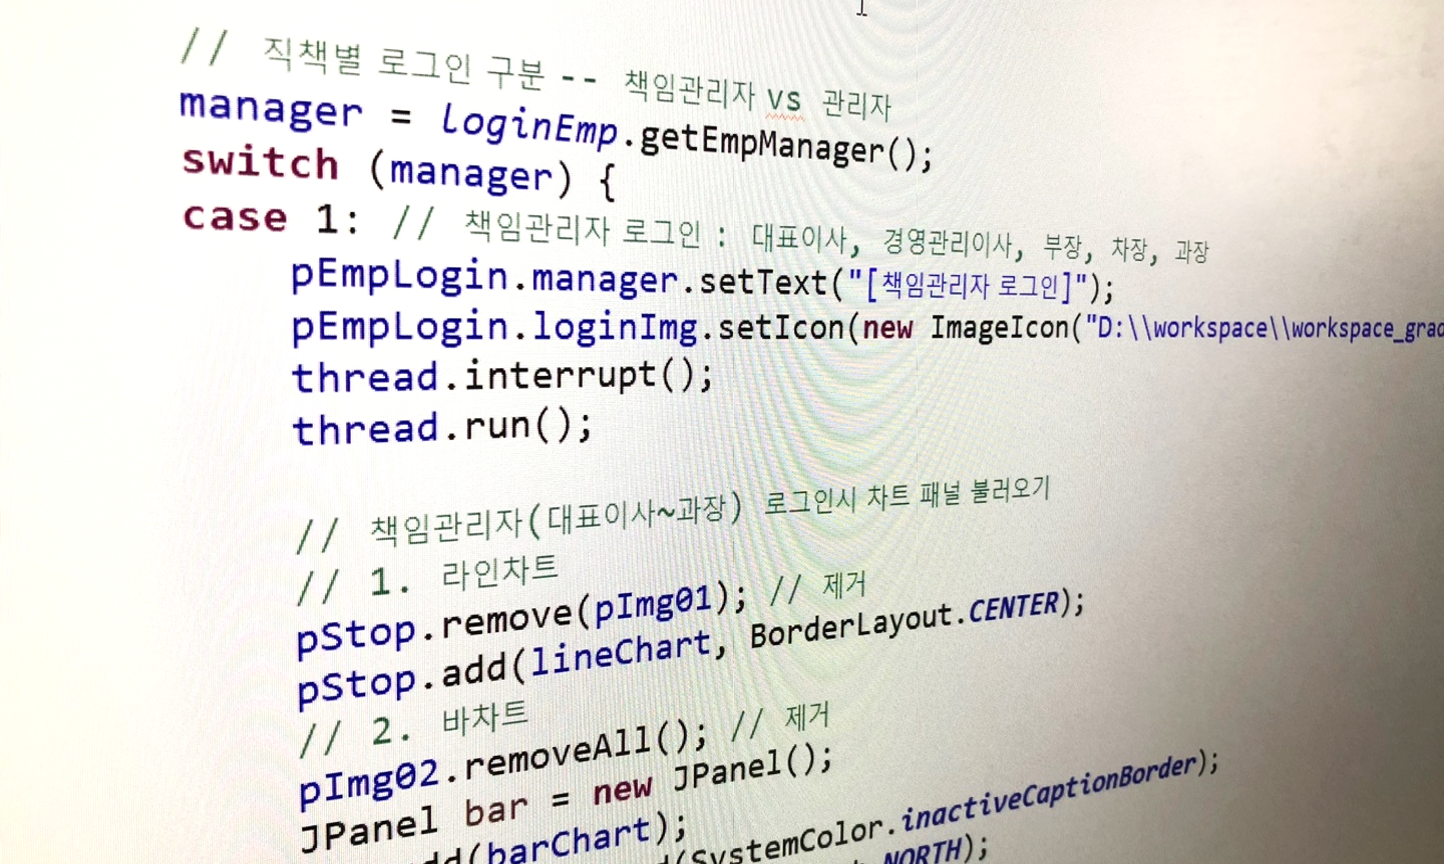 // 직책별 로그인 구분 -- 책임관리자 vs 관리자
manager = loginEmp.getEmpManager();
switch (manager) {
case 1: // 책임관리자 로그인 : 대표이사, 경영관리이사, 부장, 차장, 과장
pEmpLogin.manager.setText("[책임관리자 로그인]");
pEmpLogin.loginImg.setIcon(new ImageIcon("D:\\workspace\\workspace_grad
thread.interrupt();
thread.run();
// 책임관리자(대표이사~과장) 로그인시 차트 패널 불러오기
// 1. 라인차트
pStop.remove(pImg01); // 제거
pStop.add(lineChart, BorderLayout.CENTER);
// 2. 바차트
pImg02.removeAll(); // 제거
JPanel bar = new JPanel();
dd(barChart);
d(SystemColor.inactiveCaptionBorder);
NORTH);